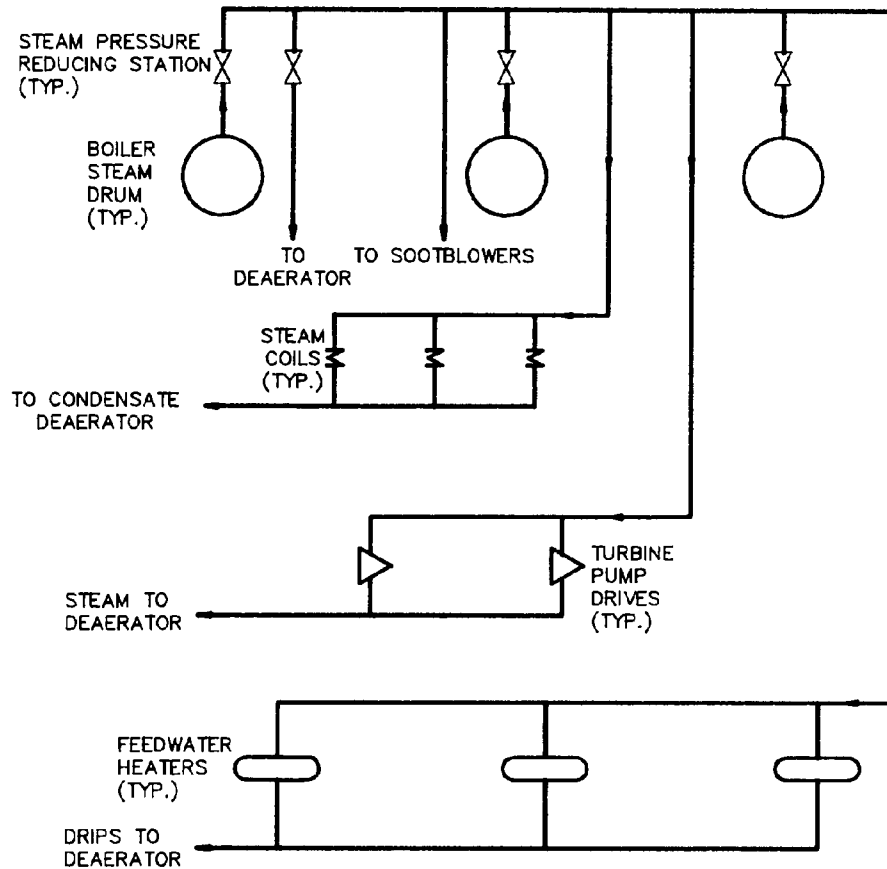 STEAM PRESSURE
REDUCING STATION
(TYP.)
BOILER
STEAM
DRUM
(TYP.)
TO
DEAERATOR
TO SOOTBLOWERS
STEAM
COILS
(TYP.)
TO CONDENSATE
DEAERATOR
TURBINE
PUMP
DRIVES
(TYP.)
STEAM TO
DEAERATOR
FEEDWATER
HEATERS
(TYP.)
DRIPS TO
DEAERATOR